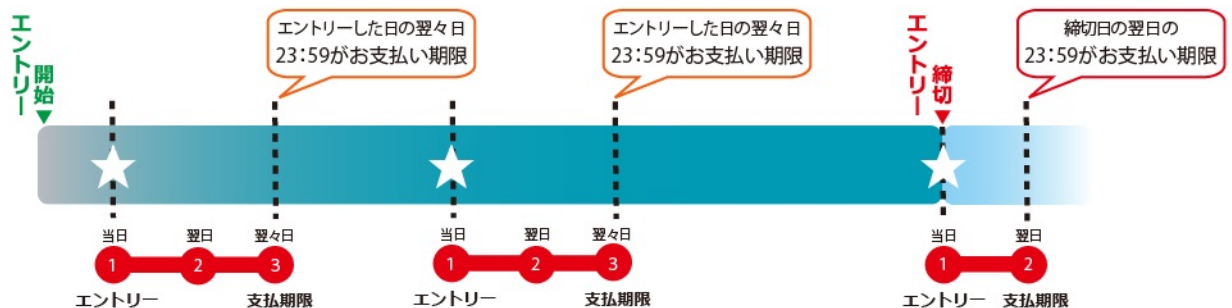 エントリー
開始
▼
エントリーした日の翌々日
23:59がお支払い期限
エントリーした日の翌々日
23:59がお支払い期限
エントリー
締切
▼
締切日の翌日の
23:59がお支払い期限
当日 翌日 翌々日
1 2 3
エントリー 支払期限
当日 翌日 翌々日
1 2 3
エントリー 支払期限
当日 翌日
1 2
エントリー 支払期限